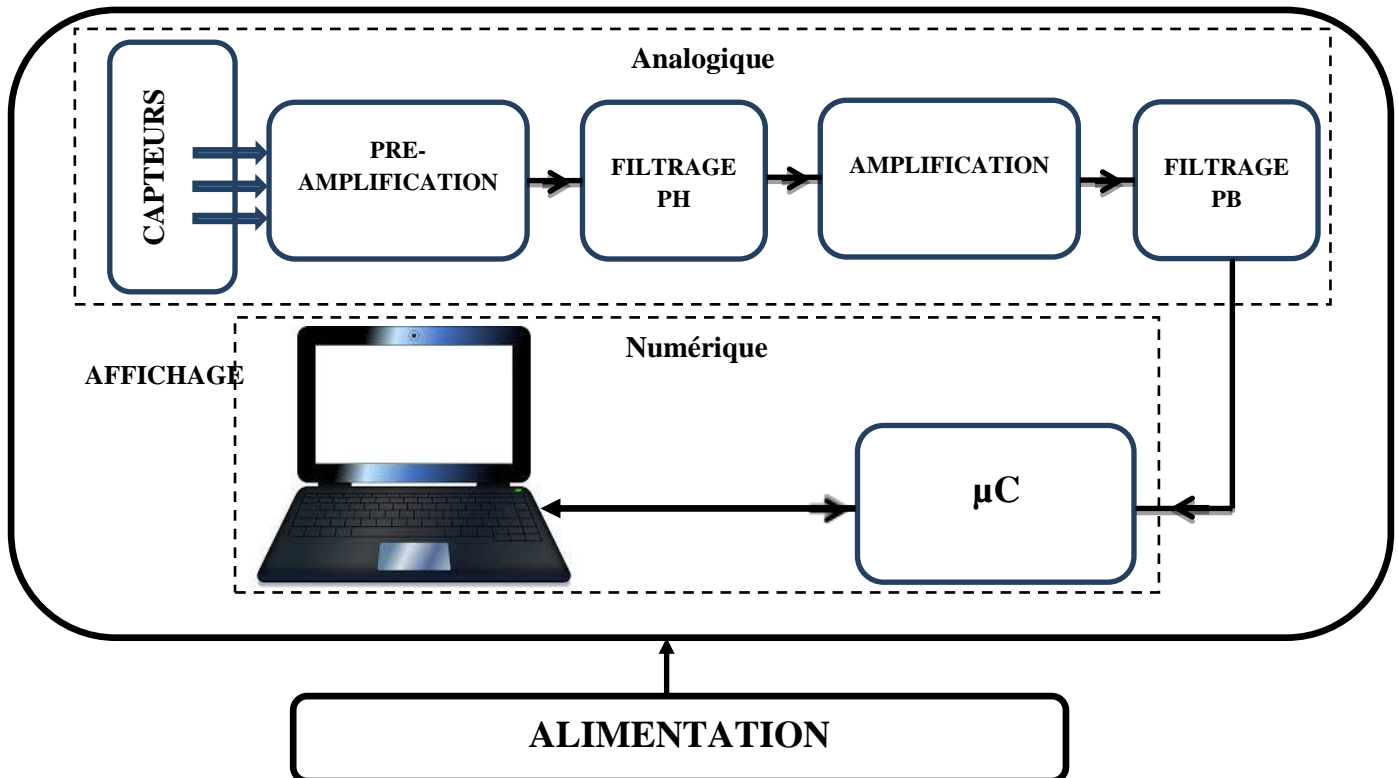 Analogique
CAPTEURS
PRE-
AMPLIFICATION
FILTRAGE
PH
AMPLIFICATION
FILTRAGE
PB
AFFICHAGE
Numérique
µC
ALIMENTATION